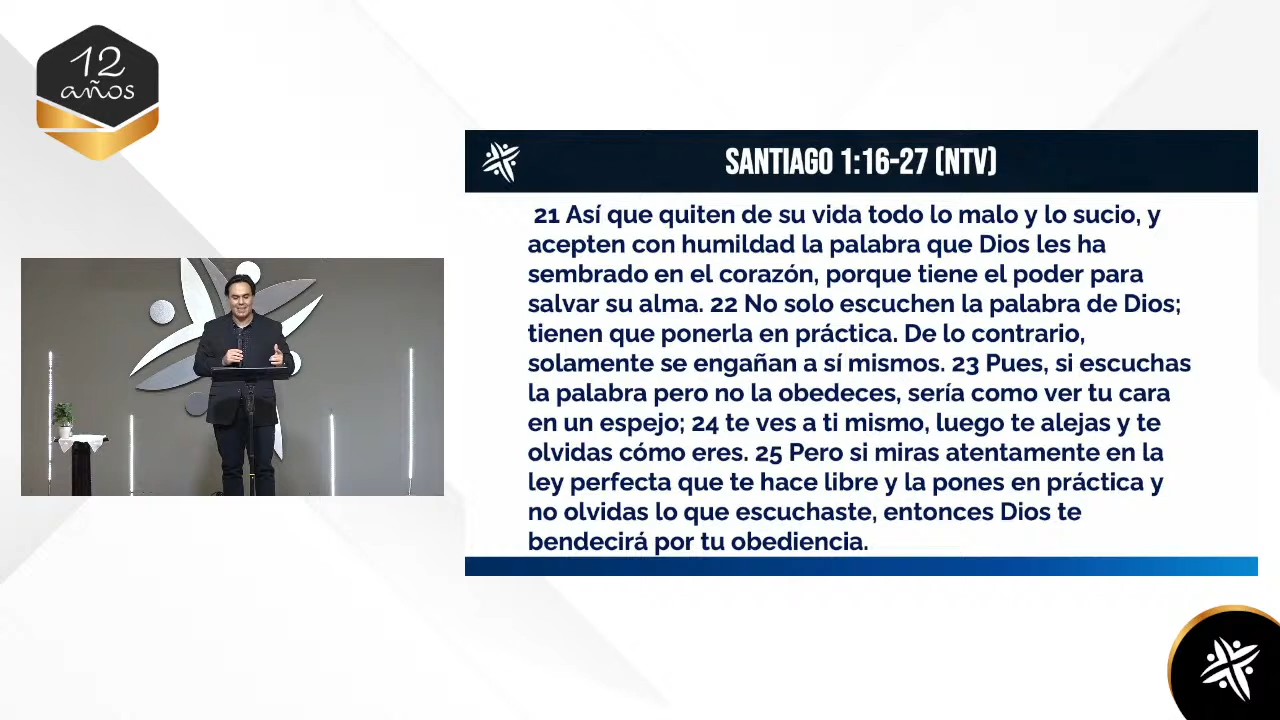 12
años
SANTIAGO 1:16-27 (NTV)
21 Así que quiten de su vida todo lo malo y lo sucio, y
acepten con humildad la palabra que Dios les ha
sembrado en el corazón, porque tiene el poder para
salvar su alma. 22 No solo escuchen la palabra de Dios;
tienen que ponerla en práctica. De lo contrario,
solamente se engañan a sí mismos. 23 Pues, si escuchas
la palabra pero no la obedeces, sería como ver tu cara
en un espejo; 24 te ves a ti mismo, luego te alejas y te
olvidas cómo eres. 25 Pero si miras atentamente en la
ley perfecta que te hace libre y la pones en práctica y
no olvidas lo que escuchaste, entonces Dios te
bendecirá por tu obediencia.